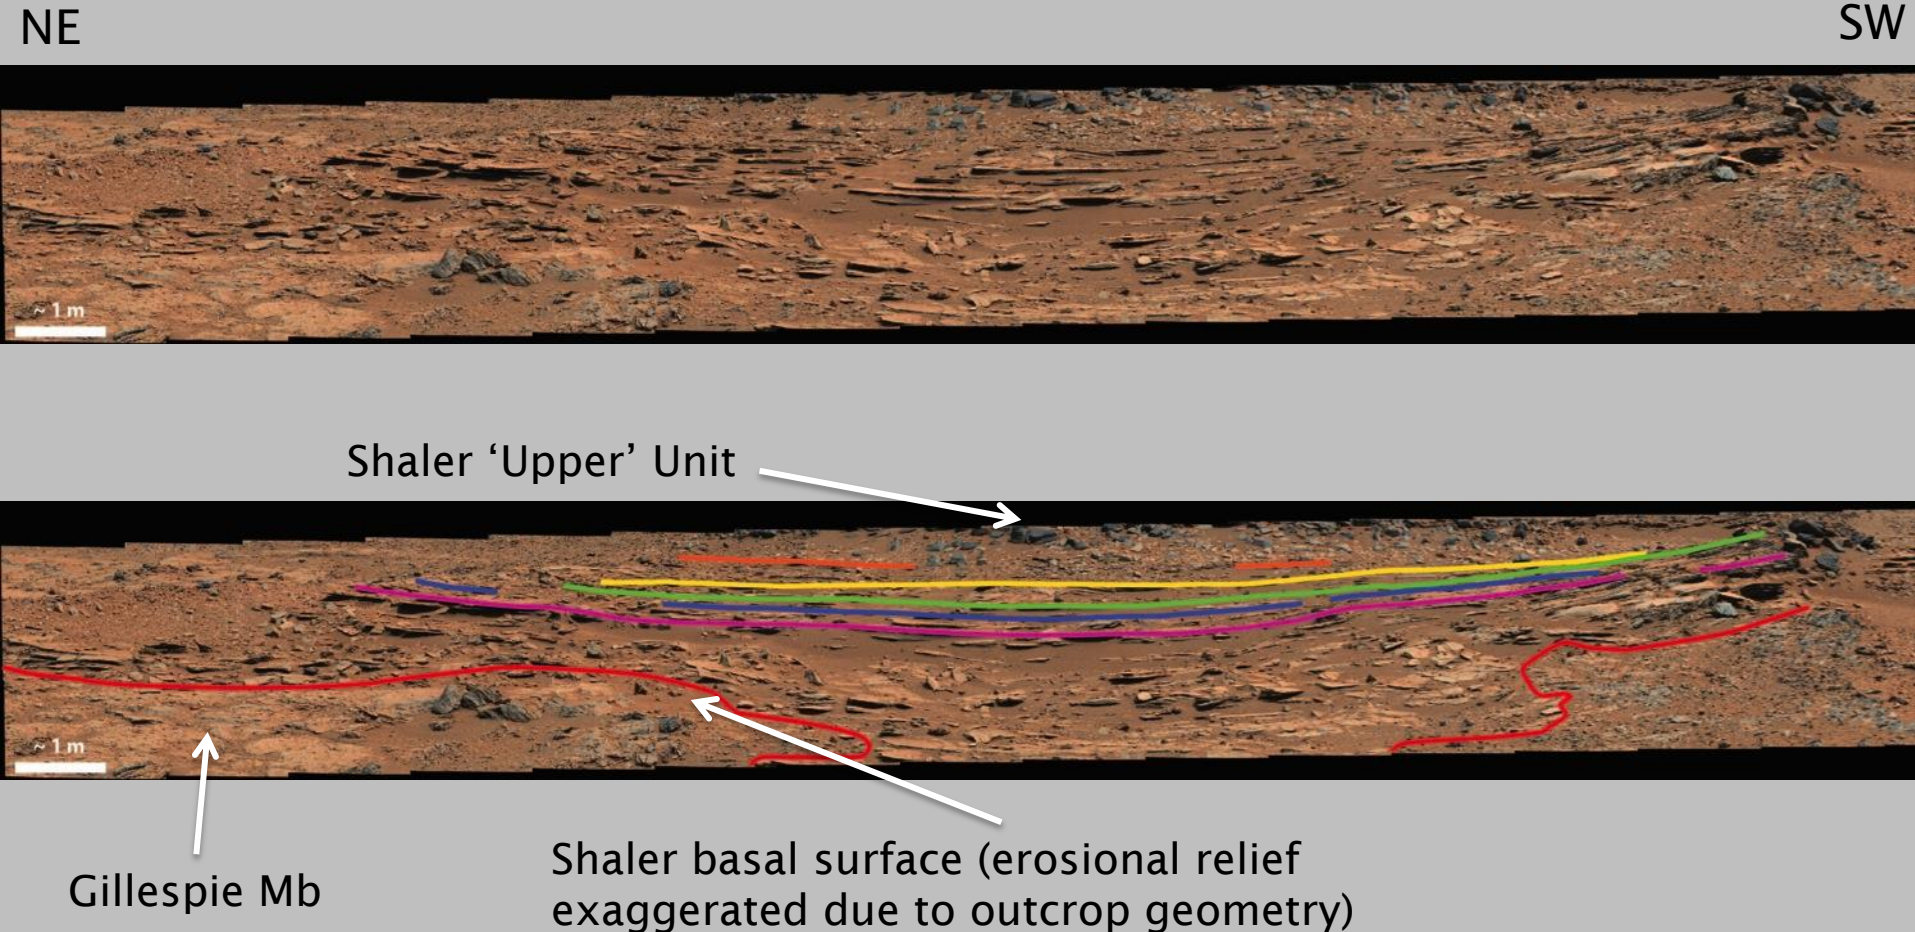 NE
SW
~ 1 m
Shaler ‘Upper’ Unit
~ 1 m
Gillespie Mb
Shaler basal surface (erosional relief
exaggerated due to outcrop geometry)